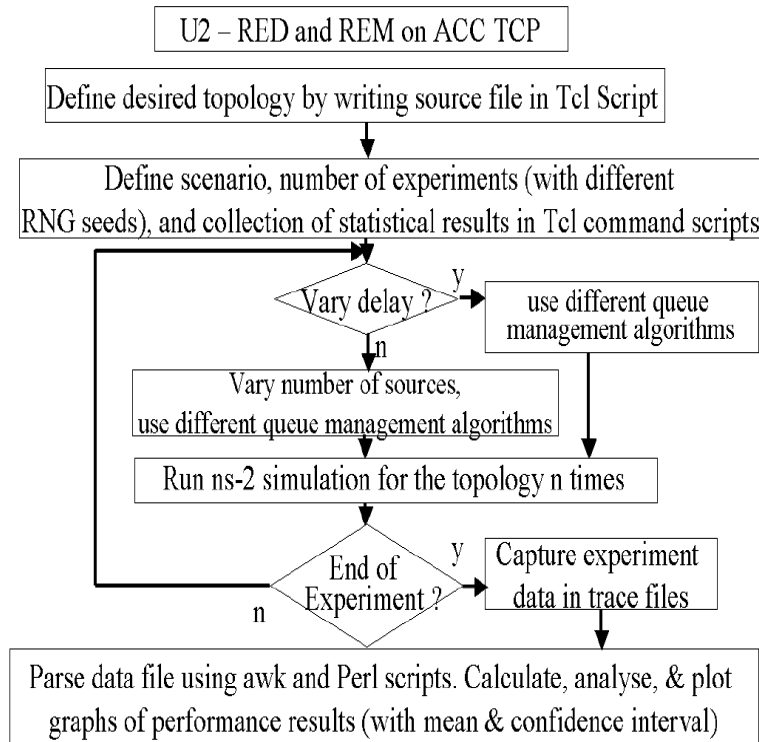 U2 – RED and REM on ACC TCP
Define desired topology by writing source file in Tcl Script
Define scenario, number of experiments (with different
RNG seeds), and collection of statistical results in Tcl command scripts
Vary delay ?
y
use different queue
management algorithms
n
Vary number of sources,
use different queue management algorithms
Run ns-2 simulation for the topology n times
End of
Experiment ?
y
n
Capture experiment
data in trace files
Parse data file using awk and Perl scripts. Calculate, analyse, & plot
graphs of performance results (with mean & confidence interval)